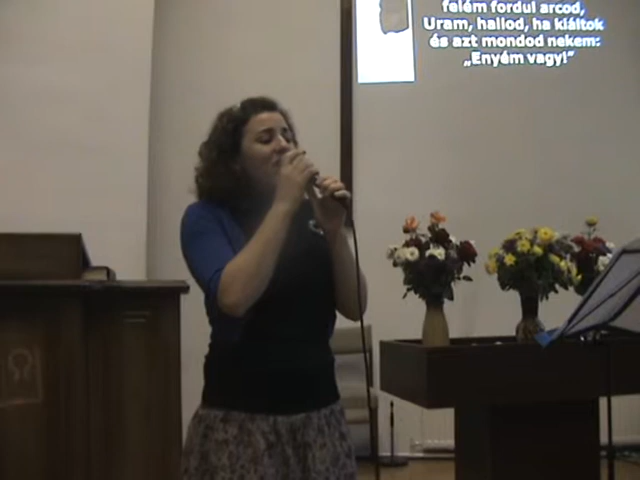 felém fordul arcod,
Uram, hallod, ha kiáltok
és azt mondod nekem:
„Enyém vagy!”